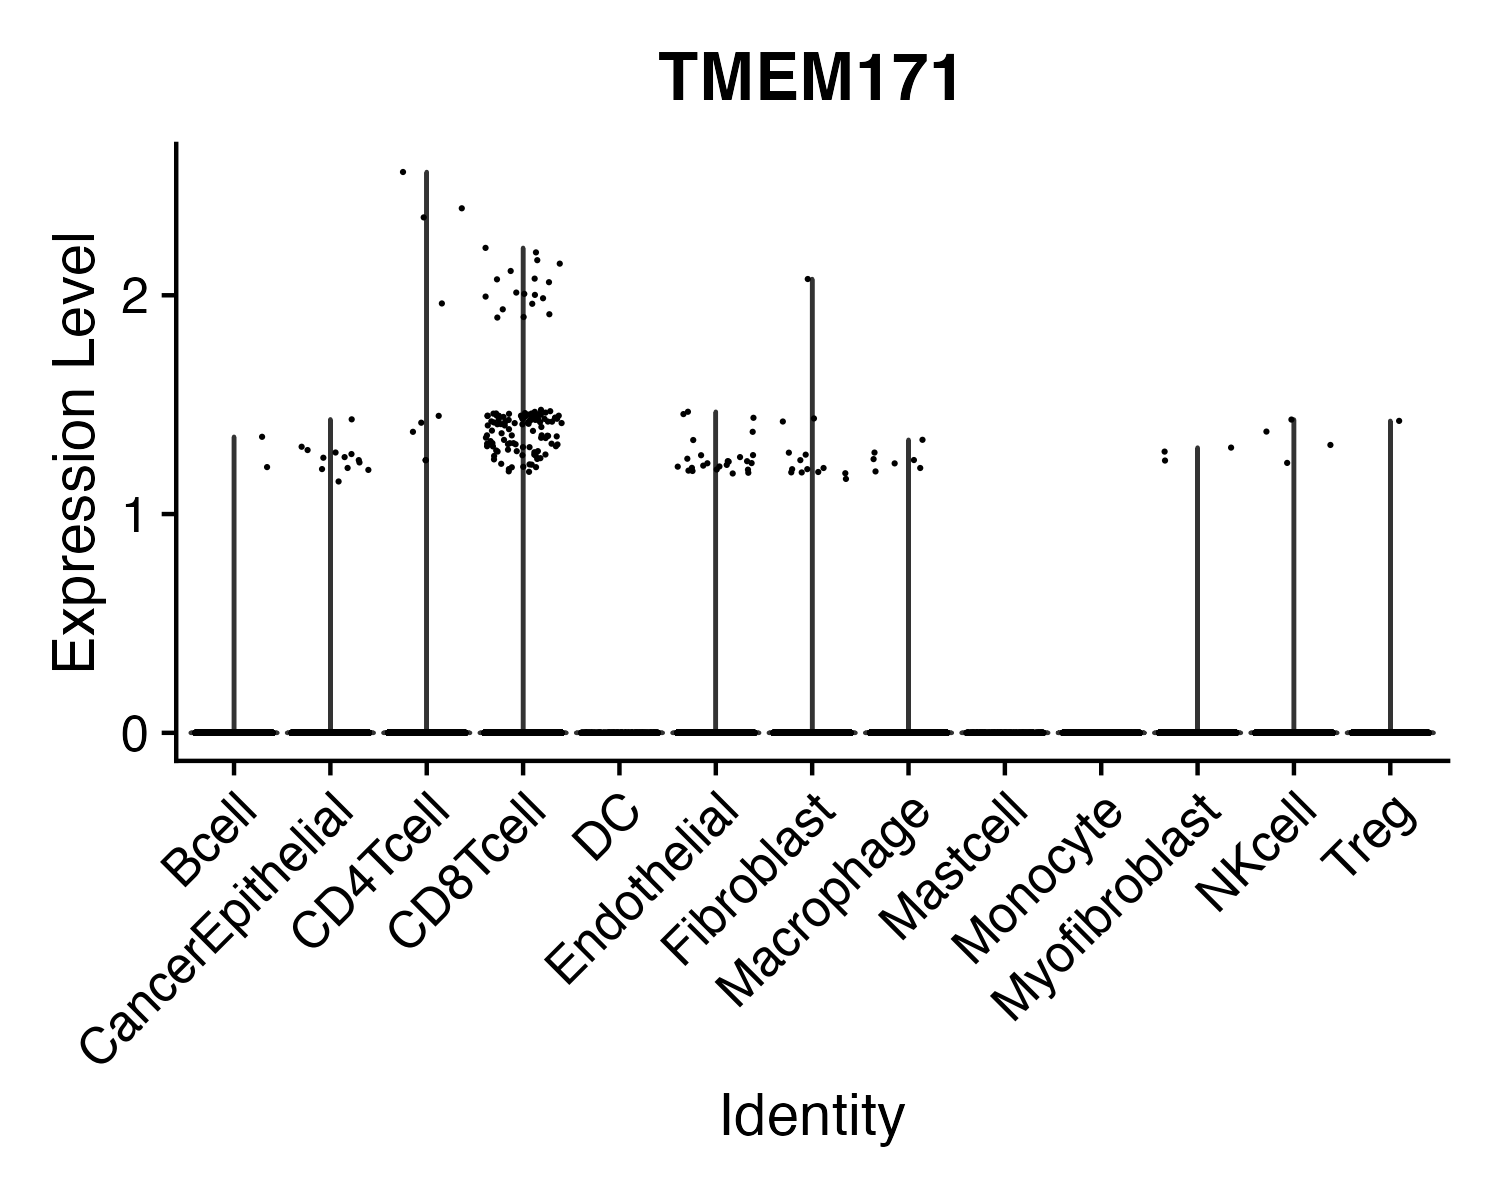 TMEM171
Expression Level
2
1
0
Bcell
CancerEpithelial
CD4Tcell
CD8Tcell
DC
Endothelial
Fibroblast
Macrophage
Mastcell
Monocyte
Myofibroblast
NKcell
Treg
Identity